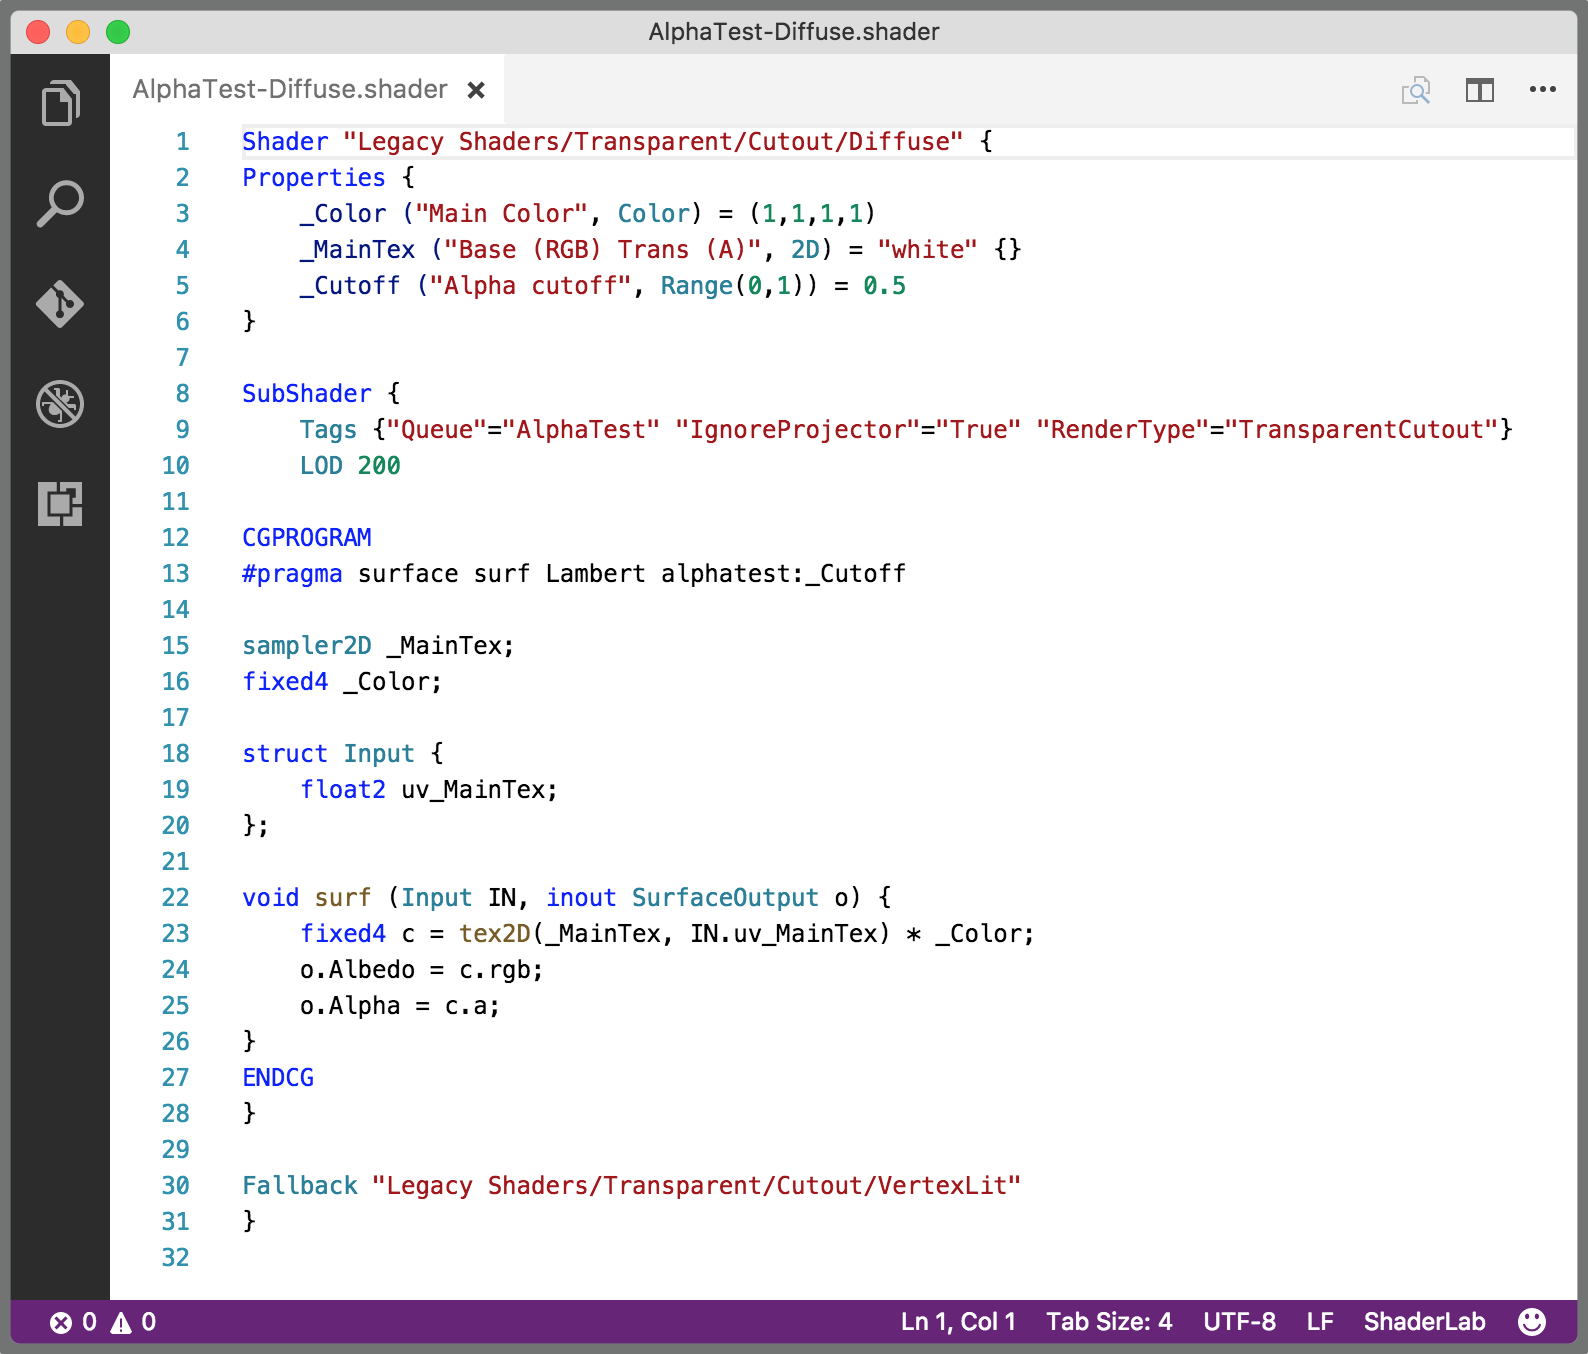 AlphaTest-Diffuse.shader
AlphaTest-Diffuse.shader
1 Shader "Legacy Shaders/Transparent/Cutout/Diffuse" {
2 Properties {
3     _Color ("Main Color", Color) = (1,1,1,1)
4     _MainTex ("Base (RGB) Trans (A)", 2D) = "white" {}
5     _Cutoff ("Alpha cutoff", Range(0,1)) = 0.5
6 }
7
8 SubShader {
9     Tags {"Queue"="AlphaTest" "IgnoreProjector"="True" "RenderType"="TransparentCutout"}
10     LOD 200
11
12 CGPROGRAM
13 #pragma surface surf Lambert alphatest:_Cutoff
14
15 sampler2D _MainTex;
16 fixed4 _Color;
17
18 struct Input {
19     float2 uv_MainTex;
20 };
21
22 void surf (Input IN, inout SurfaceOutput o) {
23     fixed4 c = tex2D(_MainTex, IN.uv_MainTex) * _Color;
24     o.Albedo = c.rgb;
25     o.Alpha = c.a;
26 }
27 ENDCG
28 }
29
30 Fallback "Legacy Shaders/Transparent/Cutout/VertexLit"
31 }
32
0 0 Ln 1, Col 1 Tab Size: 4 UTF-8 LF ShaderLab